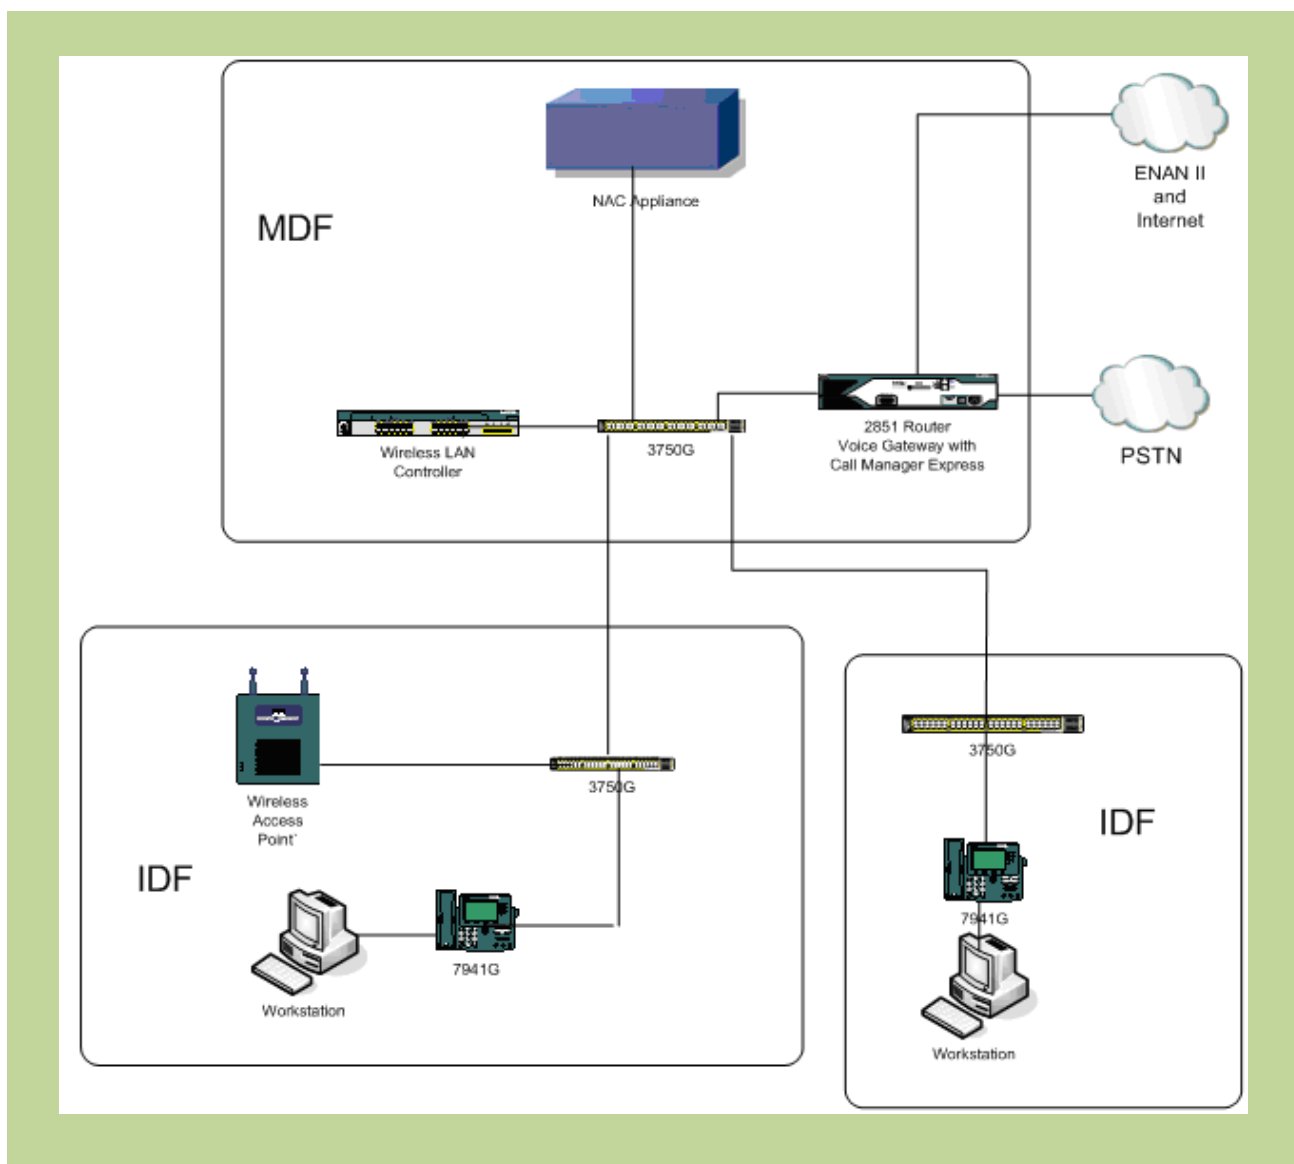 MDF
NAC Appliance
ENAN II
and
Internet
Wireless LAN
Controller
3750G
2851 Router
Voice Gateway with
Call Manager Express
PSTN
Wireless
Access
Point`
3750G
IDF
7941G
Workstation
3750G
IDF
7941G
Workstation